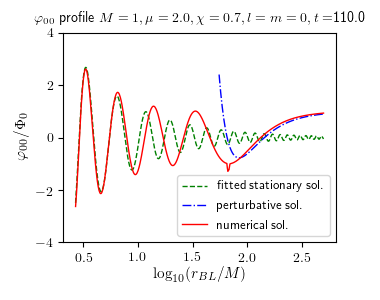 φ₀₀ profile M = 1, μ = 2.0, χ = 0.7, l = m = 0, t =110.0
φ₀₀/Φ₀
4
2
0
−2
−4
fitted stationary sol.
perturbative sol.
numerical sol.
0.5 1.0 1.5 2.0 2.5
log₁₀(r_BL/M)